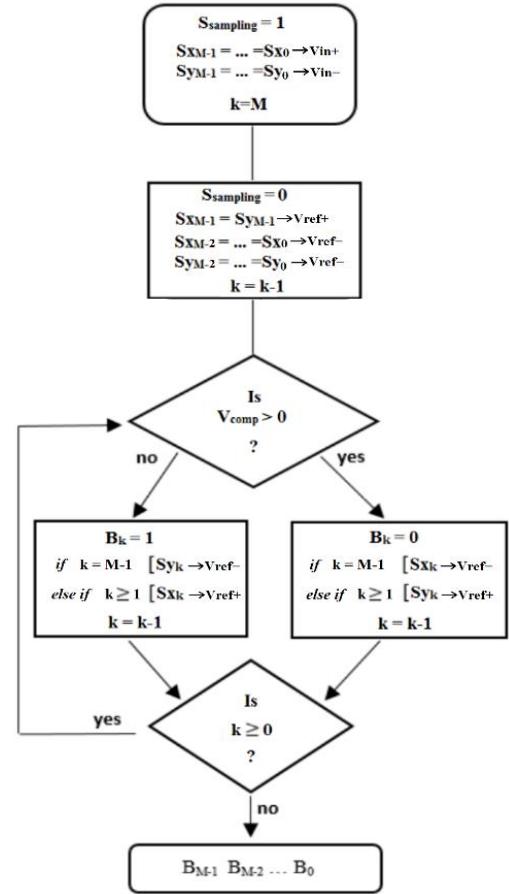 Ssampling = 1
SxM-1 = ... =Sx0 →Vin+
SyM-1 = ... =Sy0 →Vin−
k=M
Ssampling = 0
SxM-1 = SyM-1→Vref+
SxM-2 = ... =Sx0 →Vref−
SyM-2 = ... =Sy0 →Vref−
k = k-1
Is
Vcomp > 0
?
no
yes
Bk = 1
if k = M-1 [Syk →Vref−
else if k ≥ 1 [Sxk →Vref+
k = k-1
Bk = 0
if k = M-1 [Sxk →Vref−
else if k ≥ 1 [Syk →Vref+
k = k-1
Is
k ≥ 0
?
yes
no
BM-1 BM-2 ... B0